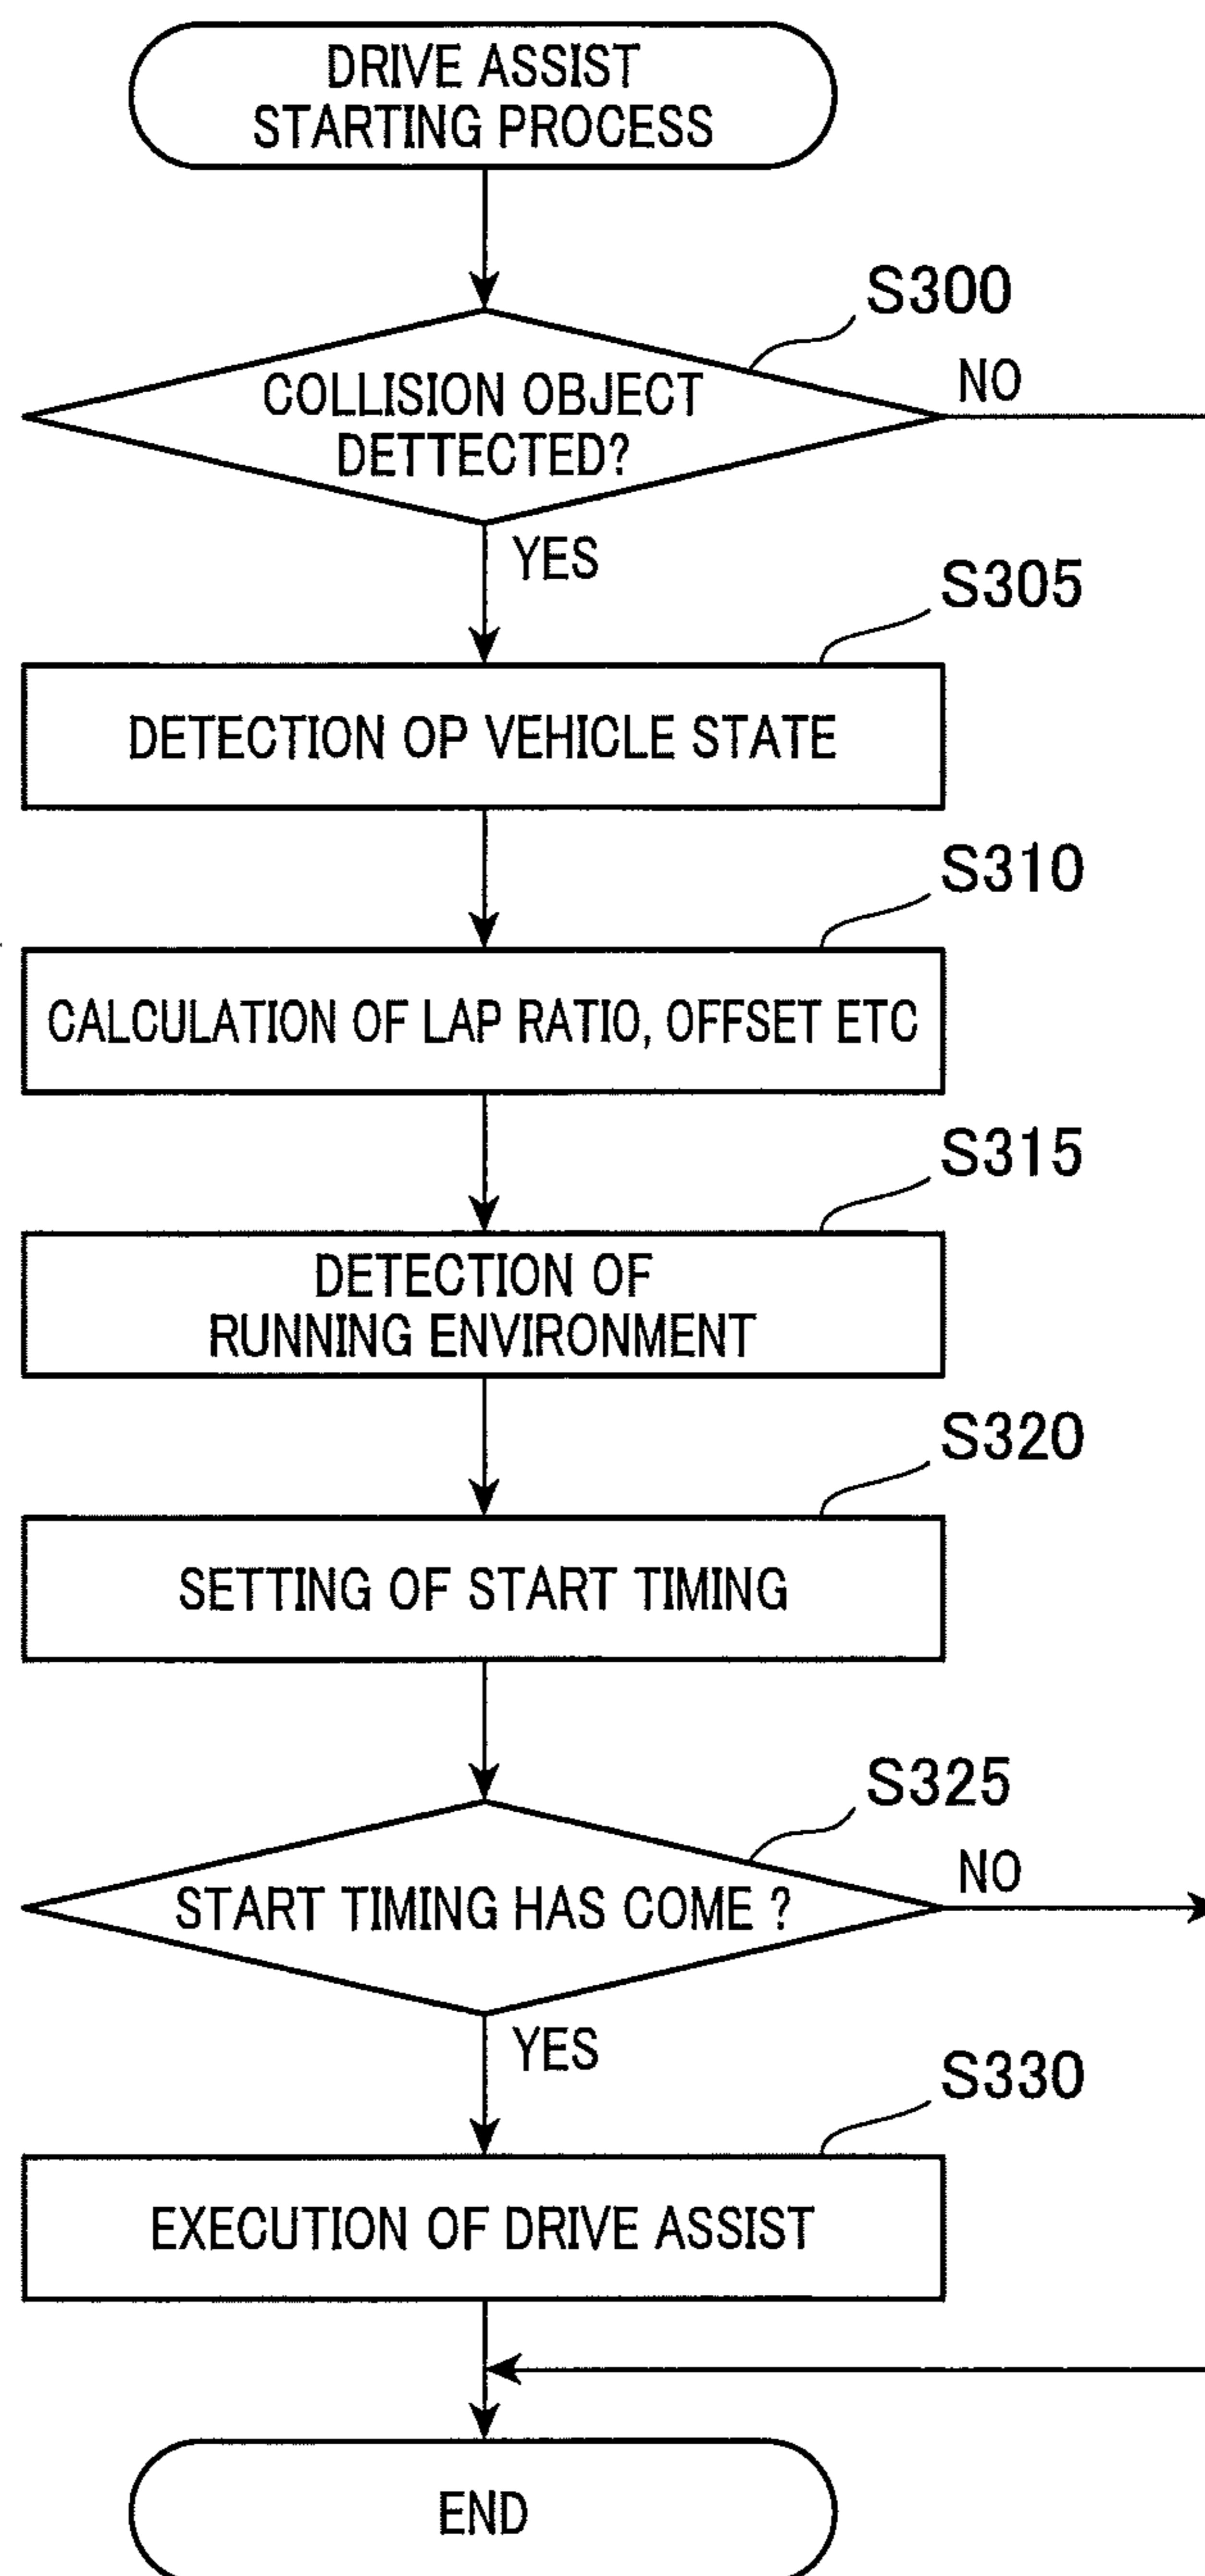 DRIVE ASSIST
STARTING PROCESS
S300
COLLISION OBJECT
DETTECTED?
NO
YES
S305
DETECTION OP VEHICLE STATE
S310
CALCULATION OF LAP RATIO, OFFSET ETC
S315
DETECTION OF
RUNNING ENVIRONMENT
S320
SETTING OF START TIMING
S325
START TIMING HAS COME ?
NO
YES
S330
EXECUTION OF DRIVE ASSIST
END